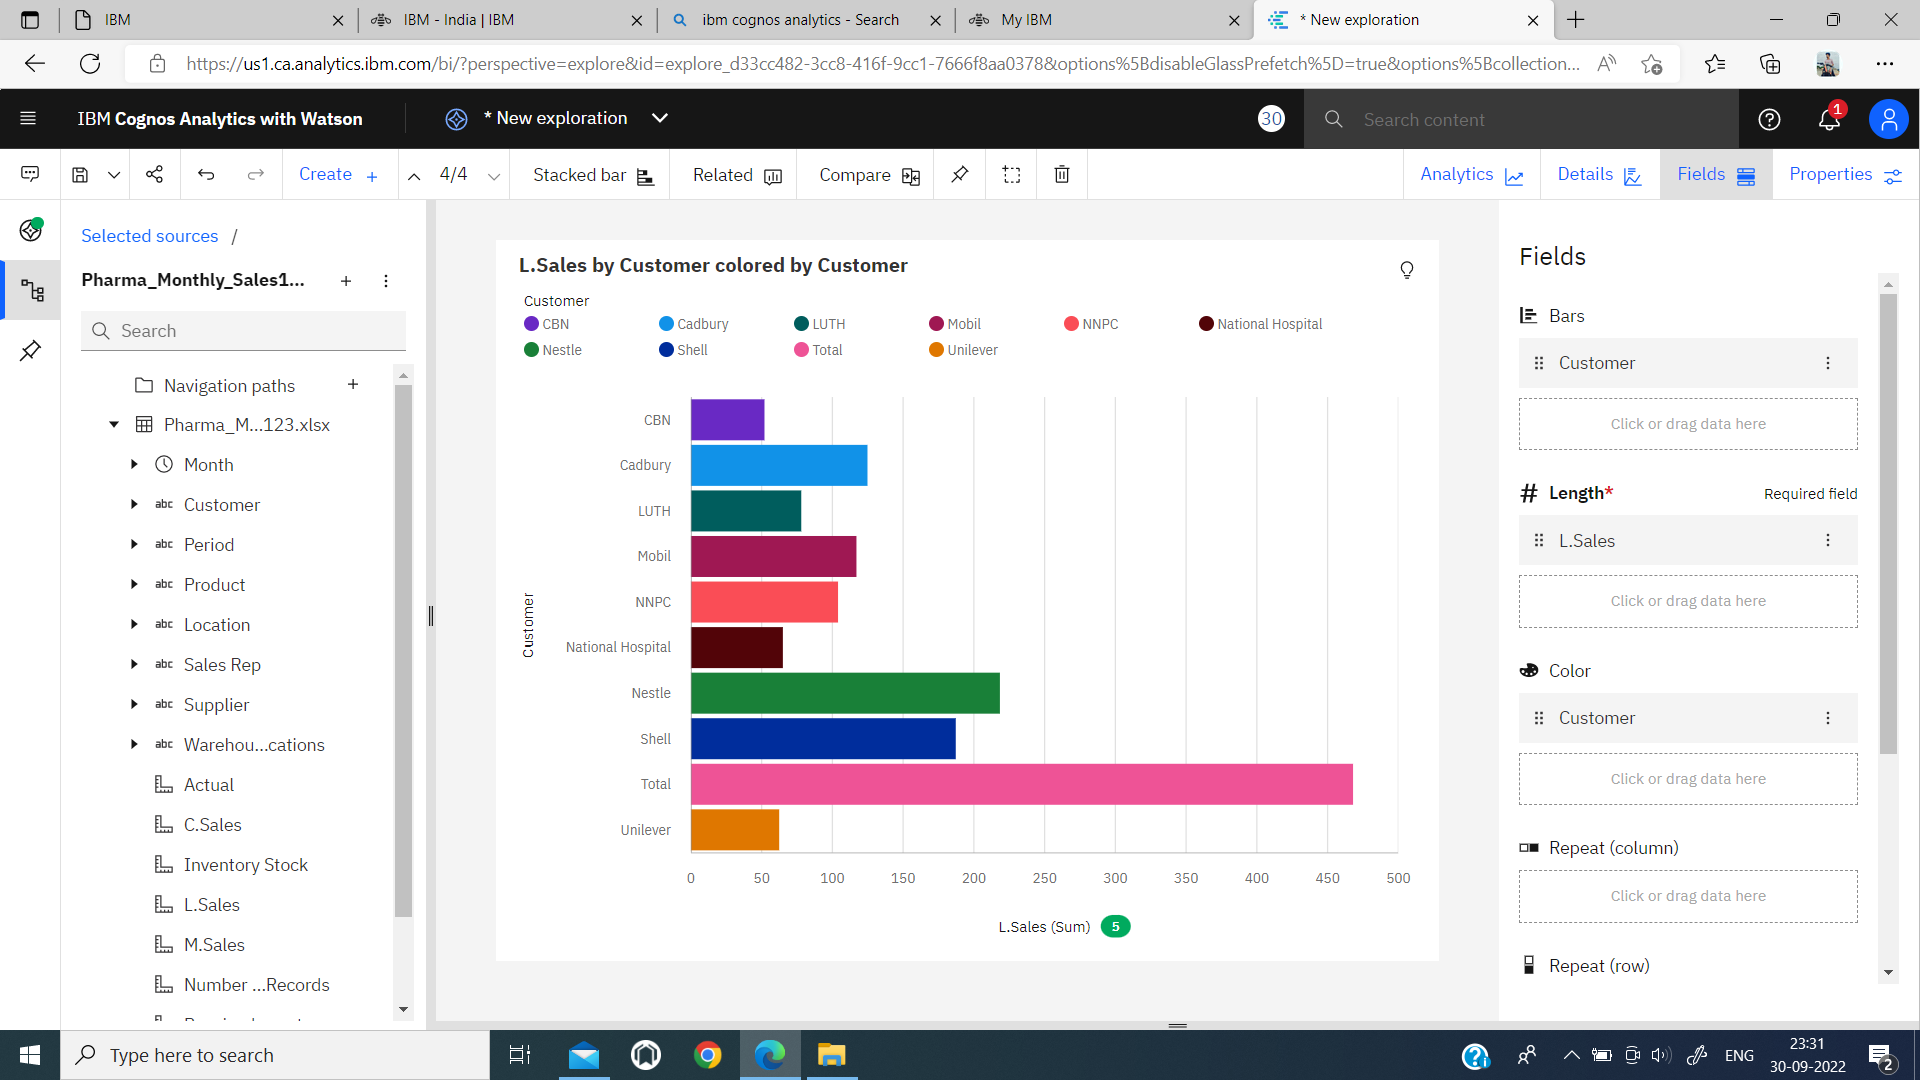 IBM
IBM - India | IBM
ibm cognos analytics - Search
My IBM
* New exploration
https://us1.ca.analytics.ibm.com/bi/?perspective=explore&id=explore_d33cc482-3cc8-416f-9cc1-7666f8aa0378&options%5BdisableGlassPrefetch%5D=true&options%5Bcollection...
IBM Cognos Analytics with Watson
* New exploration
30
Search content
1
Create +
4/4
Stacked bar
Related
Compare
Analytics
Details
Fields
Properties
Selected sources /
Pharma_Monthly_Sales1...
Search
Navigation paths
Pharma_M...123.xlsx
Month
abc Customer
abc Period
abc Product
abc Location
abc Sales Rep
abc Supplier
abc Warehou...cations
Actual
C.Sales
Inventory Stock
L.Sales
M.Sales
Number ...Records
L.Sales by Customer colored by Customer
Customer
CBN Cadbury LUTH Mobil NNPC National Hospital
Nestle Shell Total Unilever
Customer
CBN
Cadbury
LUTH
Mobil
NNPC
National Hospital
Nestle
Shell
Total
Unilever
0 50 100 150 200 250 300 350 400 450 500
L.Sales (Sum) 5
Fields
Bars
Customer
Click or drag data here
Length* Required field
L.Sales
Click or drag data here
Color
Customer
Click or drag data here
Repeat (column)
Click or drag data here
Repeat (row)
Type here to search
ENG
23:31
30-09-2022
2